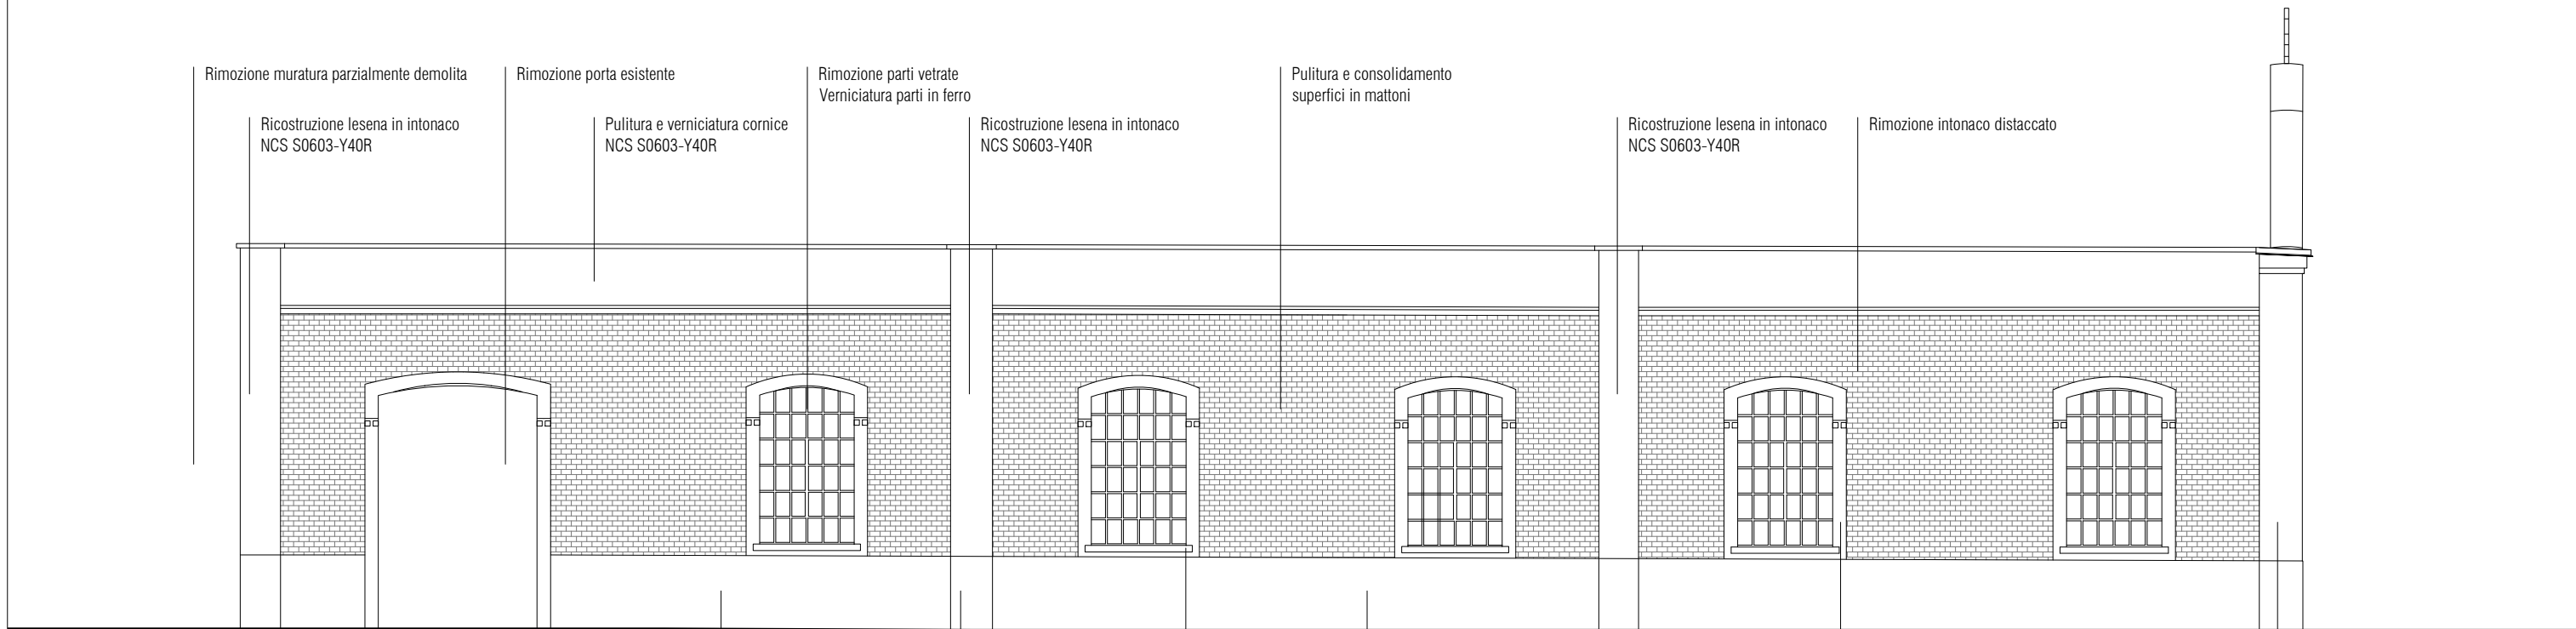 Rimozione muratura parzialmente demolita
Rimozione porta esistente
Rimozione parti vetrate
Verniciatura parti in ferro
Pulitura e consolidamento
superfici in mattoni
Ricostruzione lesena in intonaco
NCS S0603-Y40R
Pulitura e verniciatura cornice
NCS S0603-Y40R
Ricostruzione lesena in intonaco
NCS S0603-Y40R
Ricostruzione lesena in intonaco
NCS S0603-Y40R
Rimozione intonaco distaccato